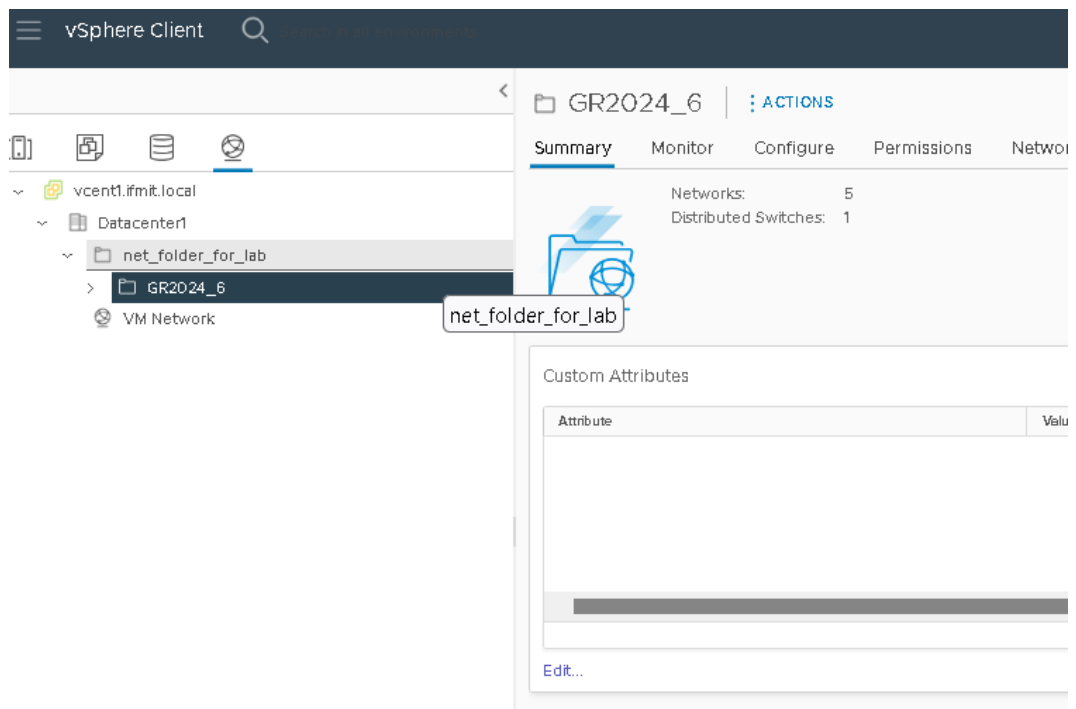 vSphere Client
GR2024_6
ACTIONS
Summary Monitor Configure Permissions Networ
Networks: 5
Distributed Switches: 1
vcent1.ifmit.local
Datacenter1
net_folder_for_lab
GR2024_6
VM Network
net_folder_for_lab
Custom Attributes
Attribute Valu
Edit...